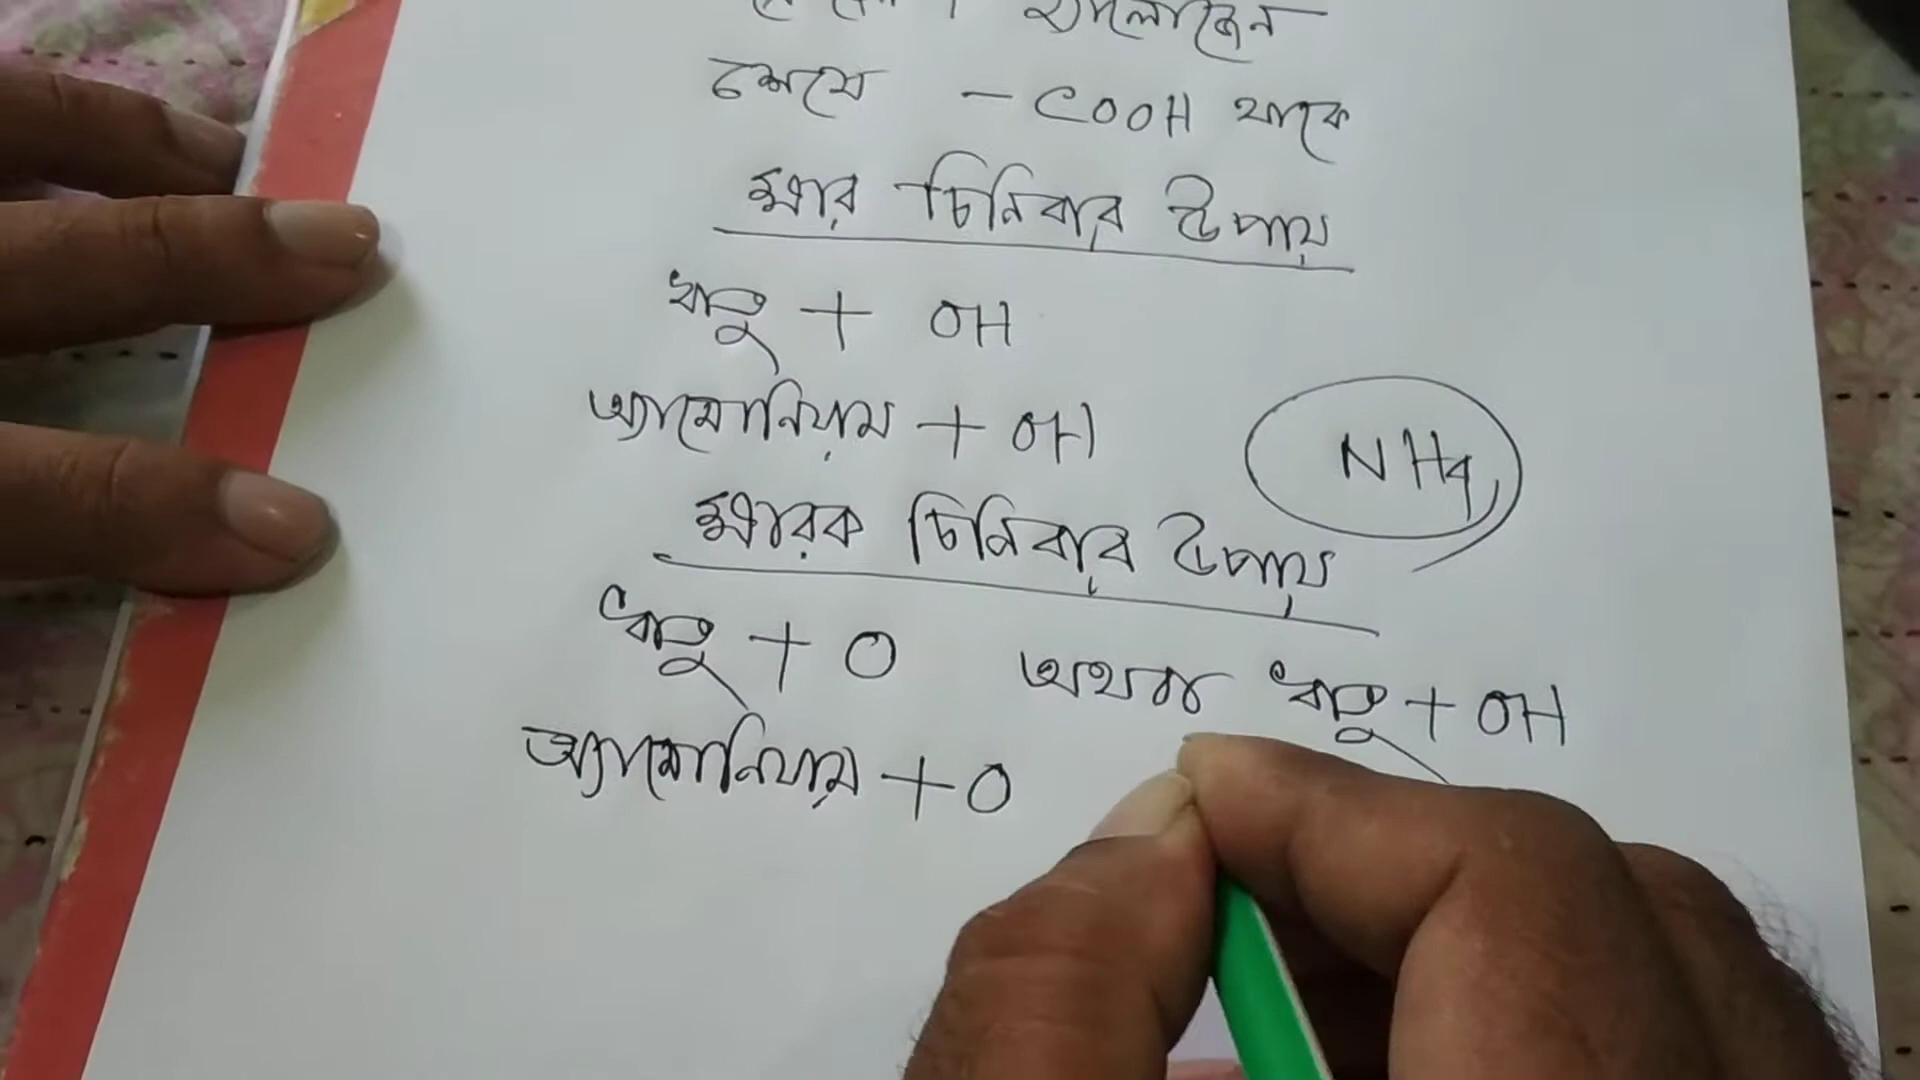 হ্যালোজেন
শেষে - COOH থাকে
ক্ষার চিনিবার উপায়
ধাতু + OH
অ্যামোনিয়াম + OH
NH4
ক্ষারক চিনিবার উপায়
ধাতু + O অথবা ধাতু + OH
অ্যামোনিয়াম + O